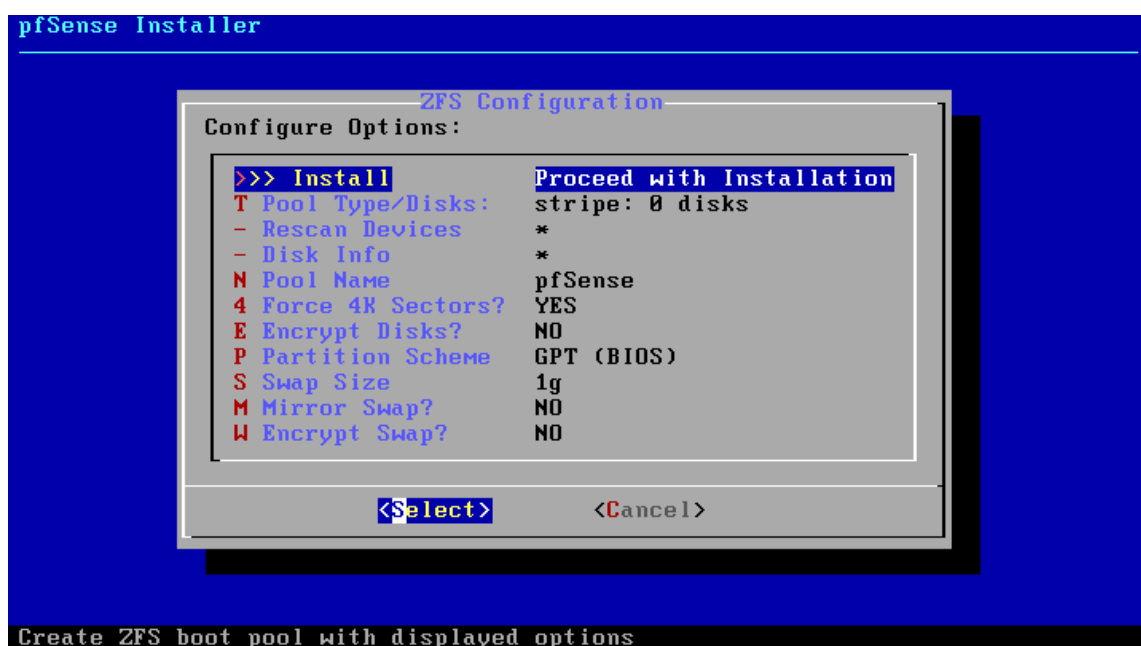 pfSense Installer
ZFS Configuration
Configure Options:
>>> Install Proceed with Installation
T Pool Type/Disks: stripe: 0 disks
- Rescan Devices *
- Disk Info *
N Pool Name pfSense
4 Force 4K Sectors? YES
E Encrypt Disks? NO
P Partition Scheme GPT (BIOS)
S Swap Size 1g
M Mirror Swap? NO
W Encrypt Swap? NO
<Select> <Cancel>
Create ZFS boot pool with displayed options